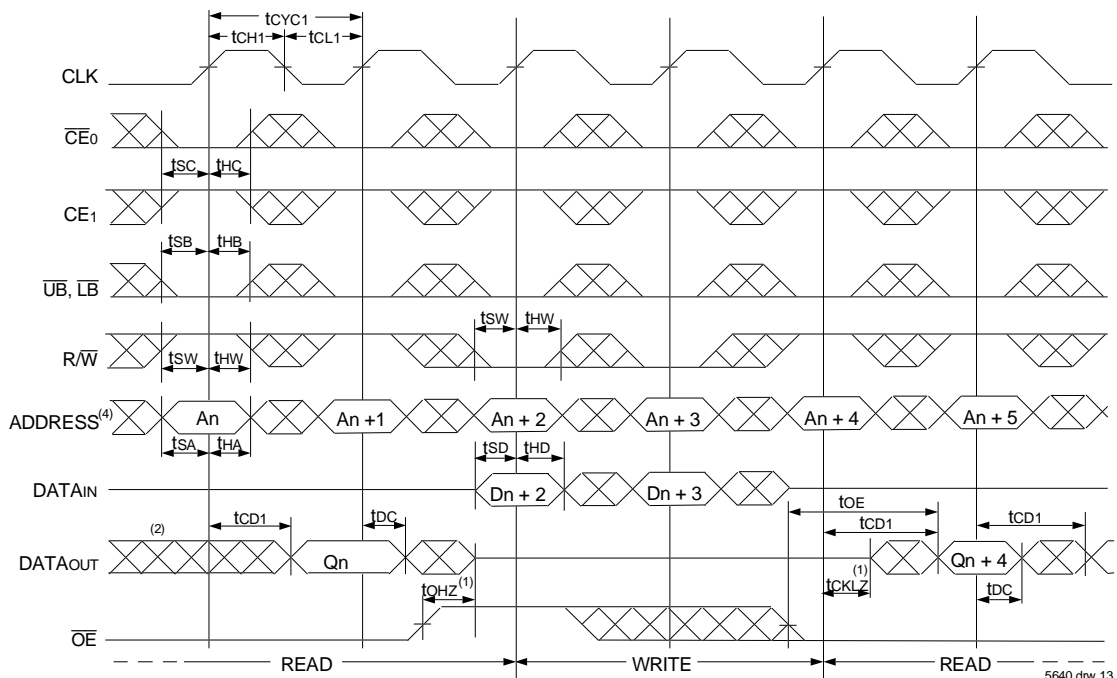 tCYC1
tCH1 tCL1
CLK
CE0
tSC tHC
CE1
tSB tHB
UB, LB
tSW tHW
R/W
tSW tHW
ADDRESS(4) An An +1 An + 2 An + 3 An + 4 An + 5
tSA tHA tSD tHD
DATAIN Dn + 2 Dn + 3
tOE
(2) tCD1 tDC tCD1 tCD1
DATAOUT Qn Qn + 4
tOHZ(1) tCKLZ(1) tDC
OE
READ WRITE READ
5640 drw 13